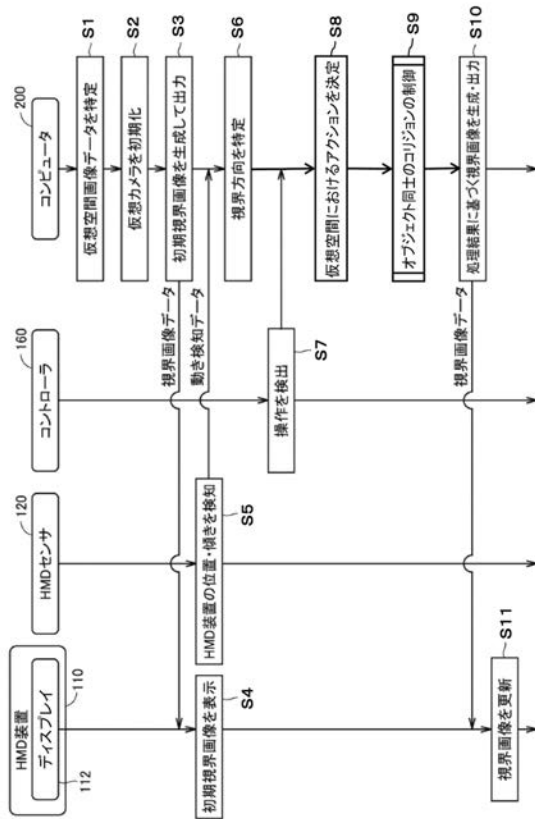 HMD装置
ディスプレイ
110
112
HMDセンサ
120
コントローラ
160
コンピュータ
200
仮想空間画像データを特定
S1
仮想カメラを初期化
S2
初期視界画像を生成して出力
S3
視界画像データ
初期視界画像を表示
S4
HMD装置の位置・傾きを検知
S5
動き検知データ
視界方向を特定
S6
操作を検出
S7
仮想空間におけるアクションを決定
S8
オブジェクト同士のコリジョンの制御
S9
処理結果に基づく視界画像を生成・出力
S10
視界画像データ
視界画像を更新
S11